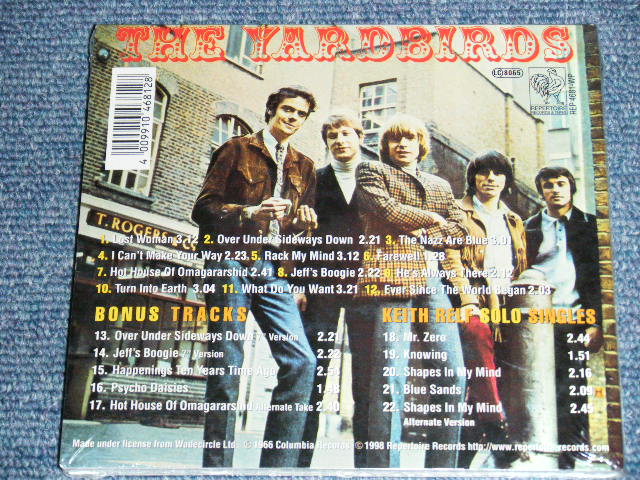 THE YARDBIRDS
LC 8065
REPERTOIRE
RECORDS
REP 4681-WP
4 009910 468128
T. ROGERS
1. Lost Woman 3.12 2. Over Under Sideways Down 2.21 3. The Nazz Are Blue 3.01
4. I Can't Make Your Way 2.23. 5. Rack My Mind 3.12 6. Farewell 1.28
7. Hot House Of Omagararshid 2.41 8. Jeff's Boogie 2.22 9. He's Always There 2.12
10. Turn Into Earth 3.04 11. What Do You Want 3.21 12. Ever Since The World Began 2.03
BONUS TRACKS
13. Over Under Sideways Down 7" Version 2.21
14. Jeff's Boogie 7" Version 2.22
15. Happenings Ten Years Time Ago 2.54
16. Psycho Daisies 1.48
17. Hot House Of Omagararshid Alternate Take 2.40
KEITH RELF SOLO SINGLES
18. Mr. Zero 2.44
19. Knowing 1.51
20. Shapes In My Mind 2.16
21. Blue Sands 2.09
22. Shapes In My Mind 2.45
Alternate Version
Made under license from Wadecircle Ltd. © 1966 Columbia Records ©1998 Repertoire Records http://www.repertoirerecords.com